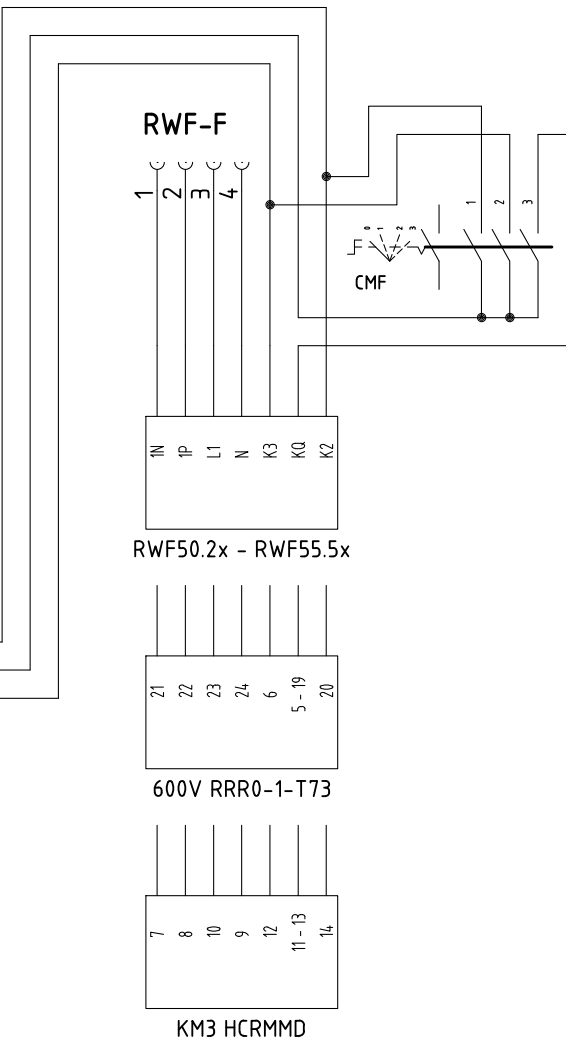 RWF-F
1 2 3 4
1 2 3
0 1 2 3
CMF
1N 1P L1 N K3 KQ K2
RWF50.2x - RWF55.5x
21 22 23 24 6 5 - 19 20
600V RRR0-1-T73
7 8 10 9 12 11 - 13 14
KM3 HCRMMD